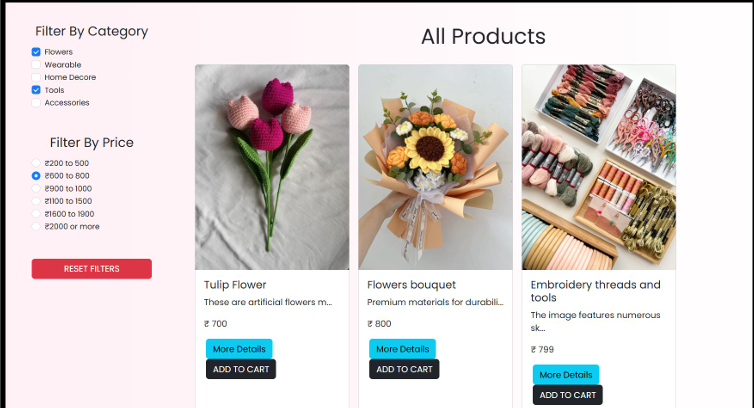 Filter By Category
Flowers
Wearable
Home Decore
Tools
Accessories
Filter By Price
₹200 to 500
₹600 to 800
₹900 to 1000
₹1100 to 1500
₹1600 to 1900
₹2000 or more
RESET FILTERS
All Products
Tulip Flower
These are artificial flowers m...
₹ 700
More Details
ADD TO CART
Flowers bouquet
Premium materials for durabili...
₹ 800
More Details
ADD TO CART
Embroidery threads and
tools
The image features numerous
sk...
₹ 799
More Details
ADD TO CART